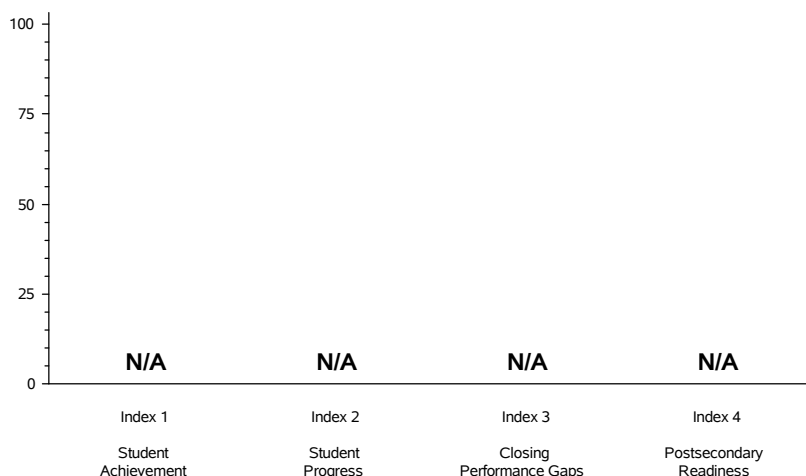 100
75
50
25
0
N/A N/A N/A N/A
Index 1 Index 2 Index 3 Index 4
Student Student Closing Postsecondary
Achievement Progress Performance Gaps Readiness